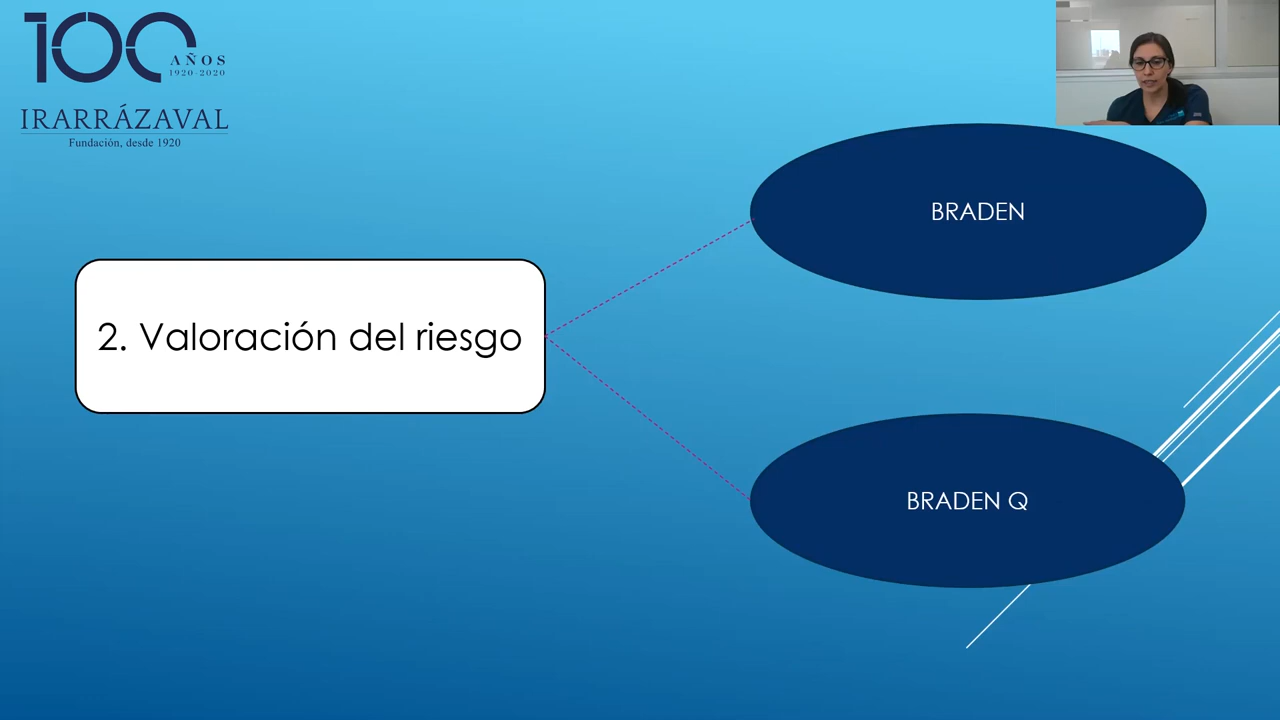 100
AÑOS
1920-2020
IRARRÁZAVAL
Fundación, desde 1920
BRADEN
2. Valoración del riesgo
BRADEN Q